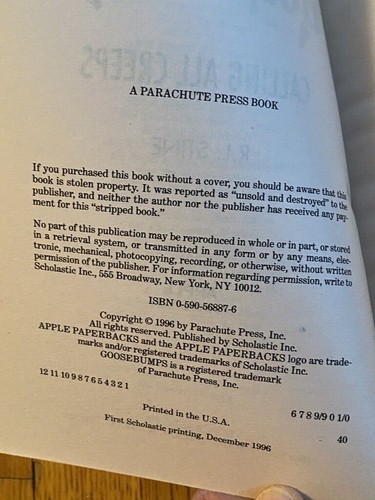 CALLING ALL CREEPS
R.L. STINE
A PARACHUTE PRESS BOOK
If you purchased this book without a cover, you should be aware that this
book is stolen property. It was reported as "unsold and destroyed" to the
publisher, and neither the author nor the publisher has received any pay-
ment for this "stripped book."
No part of this publication may be reproduced in whole or in part, or stored
in a retrieval system, or transmitted in any form or by any means, elec-
tronic, mechanical, photocopying, recording, or otherwise, without written
permission of the publisher. For information regarding permission, write to
Scholastic Inc., 555 Broadway, New York, NY 10012.
ISBN 0-590-56887-6
Copyright © 1996 by Parachute Press, Inc.
All rights reserved. Published by Scholastic Inc.
APPLE PAPERBACKS and the APPLE PAPERBACKS logo are trade-
marks and/or registered trademarks of Scholastic Inc.
GOOSEBUMPS is a registered trademark
of Parachute Press, Inc.
12 11 10 9 8 7 6 5 4 3 2 1
6 7 8 9/9 0 1/0
Printed in the U.S.A.
40
First Scholastic printing, December 1996